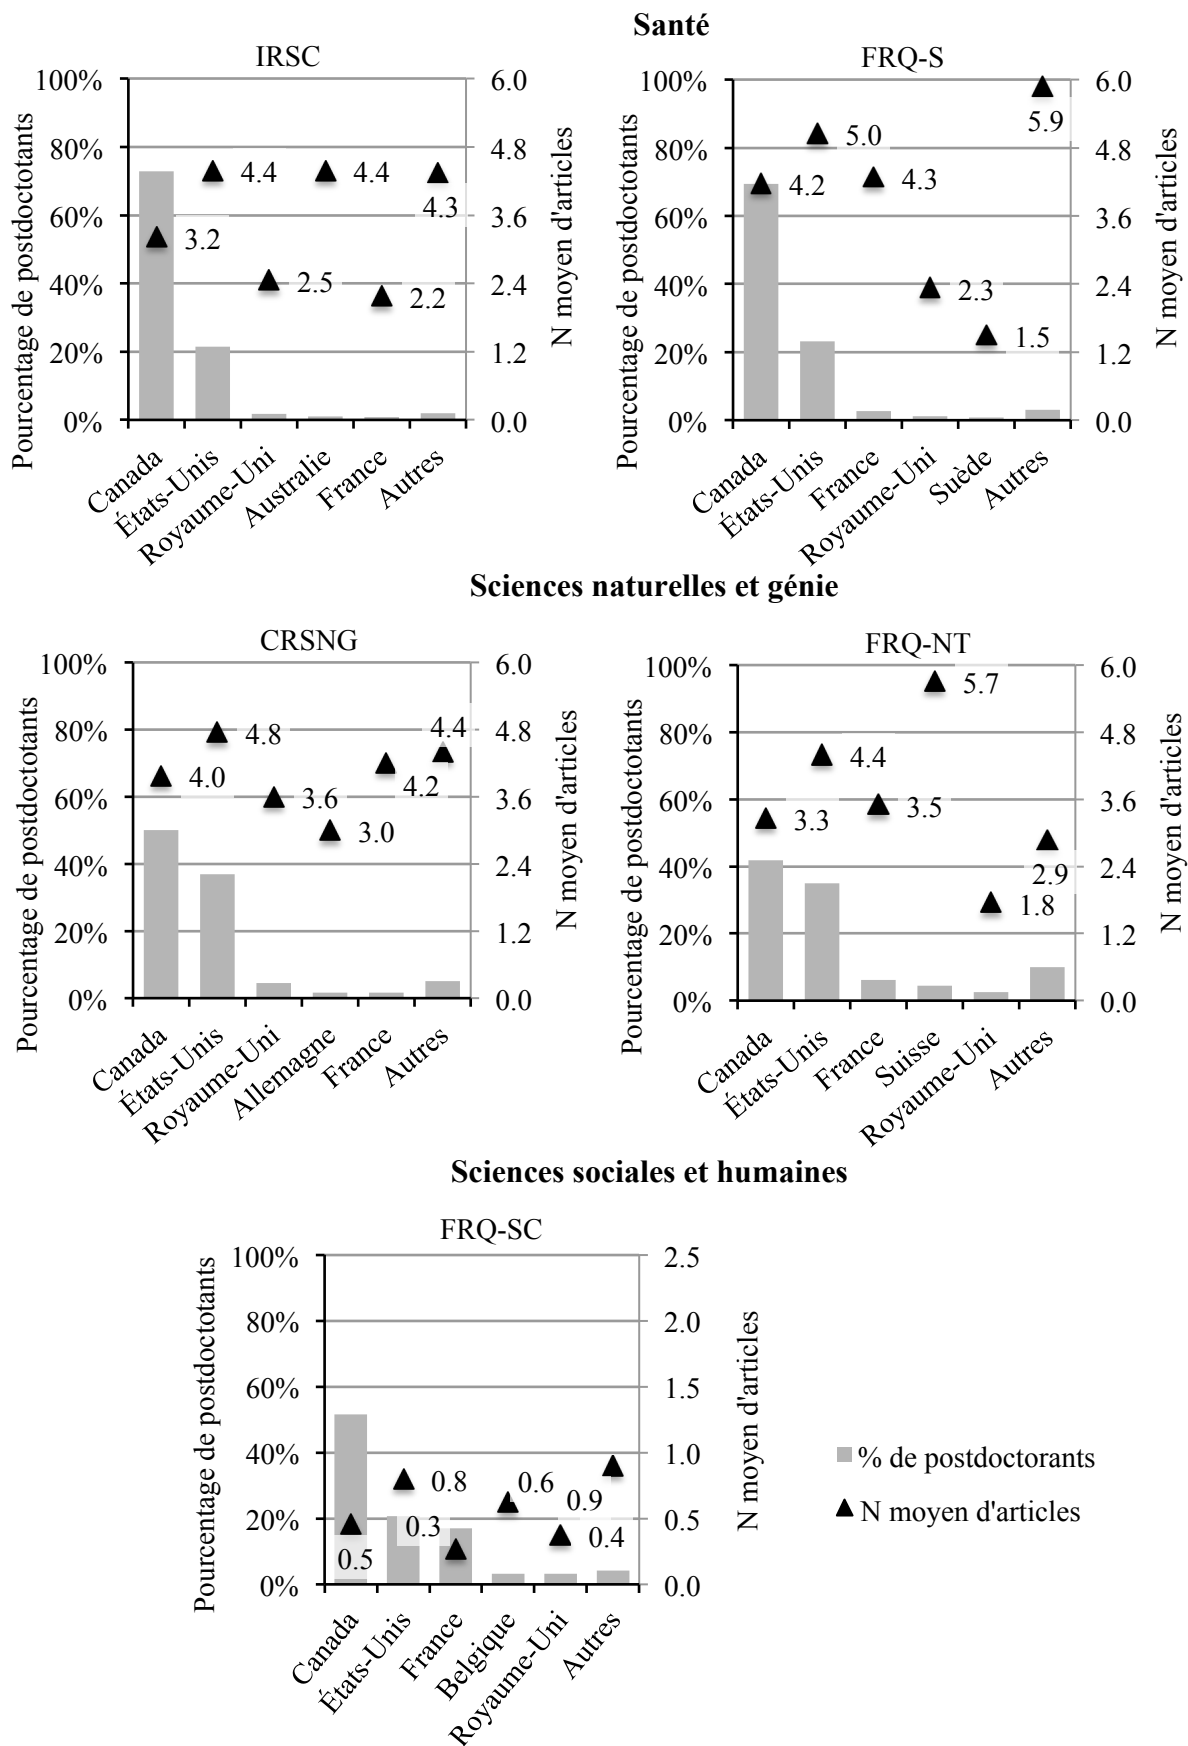 Santé
IRSC
Pourcentage de postdoctotants
100%
80%
60%
40%
20%
0%
6.0
4.8
3.6
2.4
1.2
0.0
N moyen d'articles
3.2
4.4
2.5
4.4
2.2
4.3
Canada
États-Unis
Royaume-Uni
Australie
France
Autres
FRQ-S
Pourcentage de postdoctotants
100%
80%
60%
40%
20%
0%
6.0
4.8
3.6
2.4
1.2
0.0
N moyen d'articles
4.2
5.0
4.3
2.3
1.5
5.9
Canada
États-Unis
France
Royaume-Uni
Suède
Autres
Sciences naturelles et génie
CRSNG
Pourcentage de postdoctotants
100%
80%
60%
40%
20%
0%
6.0
4.8
3.6
2.4
1.2
0.0
N moyen d'articles
4.0
4.8
3.6
3.0
4.2
4.4
Canada
États-Unis
Royaume-Uni
Allemagne
France
Autres
FRQ-NT
Pourcentage de postdoctotants
100%
80%
60%
40%
20%
0%
6.0
4.8
3.6
2.4
1.2
0.0
N moyen d'articles
3.3
4.4
3.5
5.7
1.8
2.9
Canada
États-Unis
France
Suisse
Royaume-Uni
Autres
Sciences sociales et humaines
FRQ-SC
Pourcentage de postdoctotants
100%
80%
60%
40%
20%
0%
2.5
2.0
1.5
1.0
0.5
0.0
N moyen d'articles
0.5
0.8
0.3
0.6
0.4
0.9
Canada
États-Unis
France
Belgique
Royaume-Uni
Autres
% de postdoctorants
N moyen d'articles